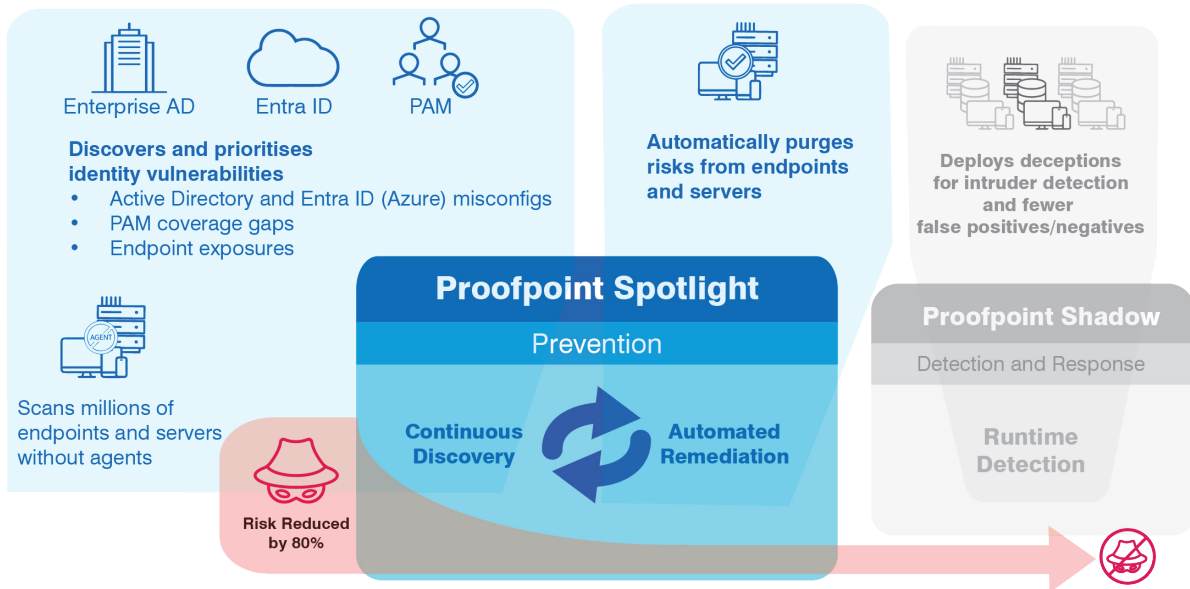 Enterprise AD
Entra ID
PAM
Discovers and prioritises
identity vulnerabilities
• Active Directory and Entra ID (Azure) misconfigs
• PAM coverage gaps
• Endpoint exposures
AGENT
Scans millions of
endpoints and servers
without agents
Automatically purges
risks from endpoints
and servers
Deploys deceptions
for intruder detection
and fewer
false positives/negatives
Proofpoint Spotlight
Prevention
Continuous
Discovery
Automated
Remediation
Risk Reduced
by 80%
Proofpoint Shadow
Detection and Response
Runtime
Detection